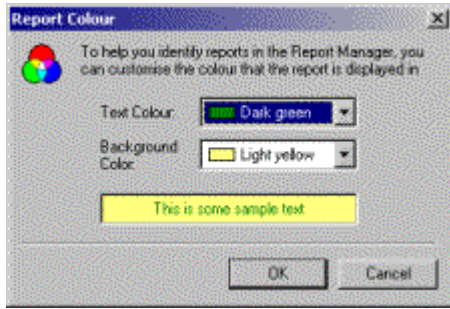 Report Colour
To help you identify reports in the Report Manager, you
can customise the colour that the report is displayed in
Text Colour
Dark green
Background
Color
Light yellow
This is some sample text
OK
Cancel